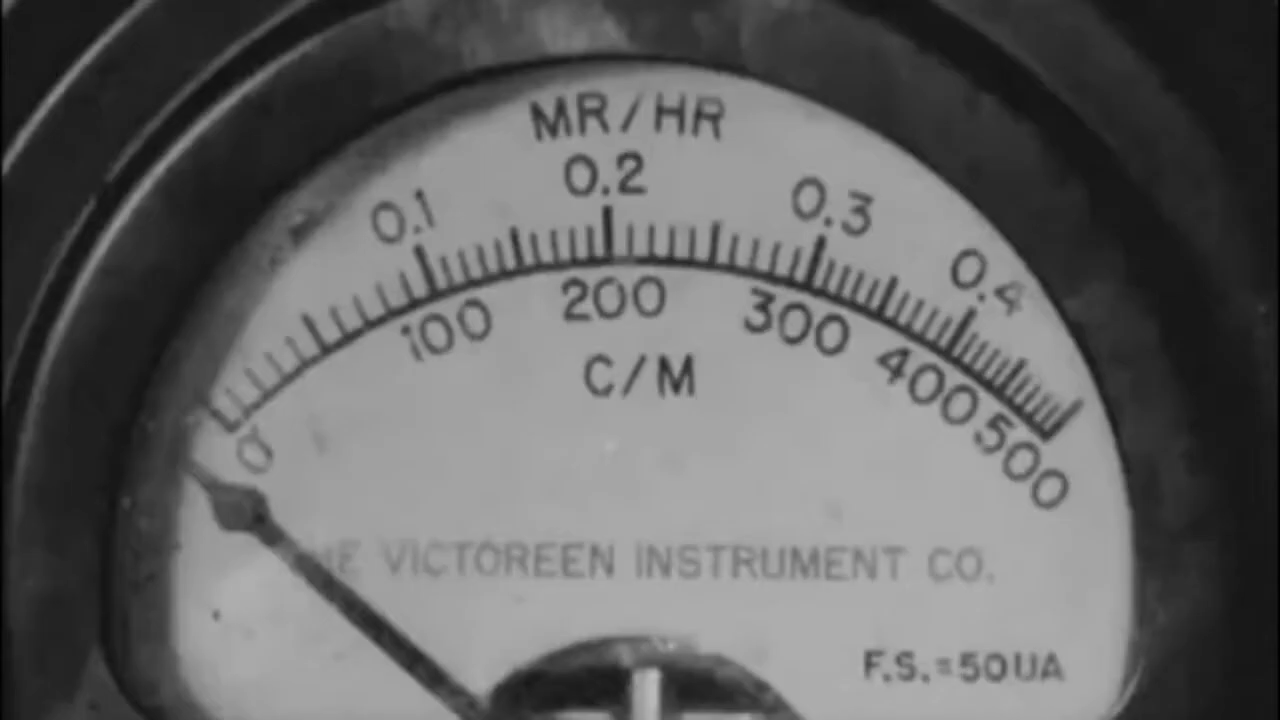 MR/HR
0.1 0.2 0.3 0.4
0 100 200 300 400 500
C/M
VICTOREEN INSTRUMENT CO.
F.S.=50UA